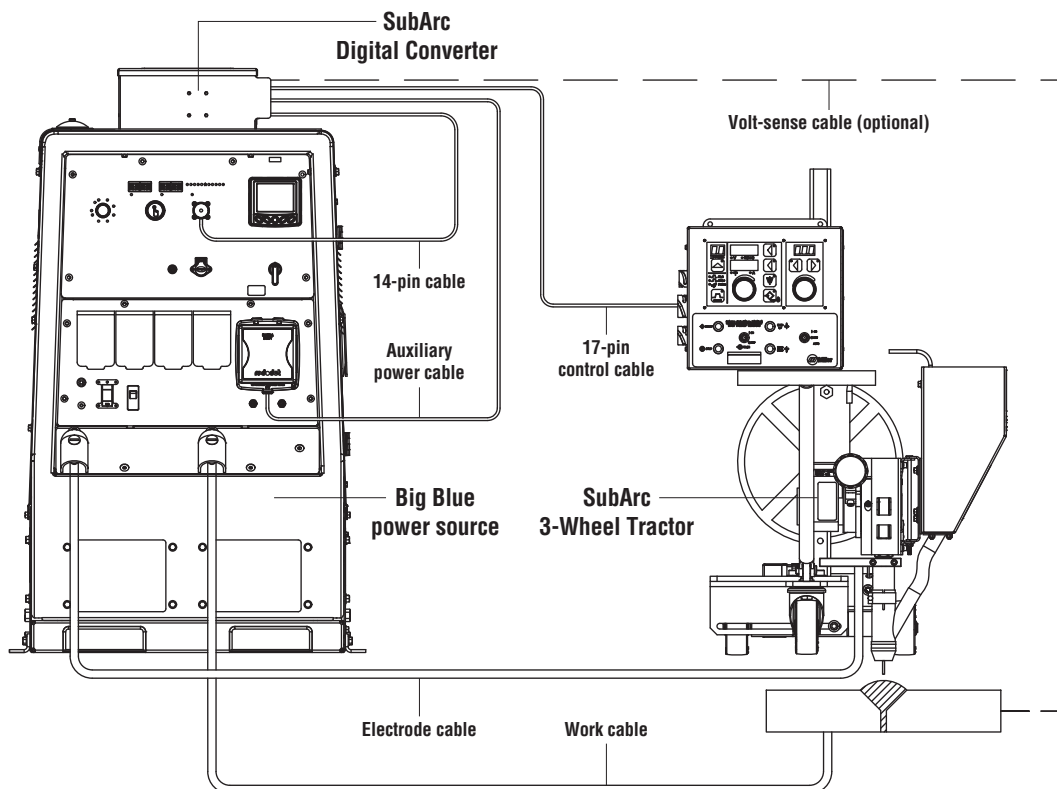 SubArc
Digital Converter
Volt-sense cable (optional)
14-pin cable
Auxiliary
power cable
17-pin
control cable
Big Blue
power source
SubArc
3-Wheel Tractor
Electrode cable
Work cable